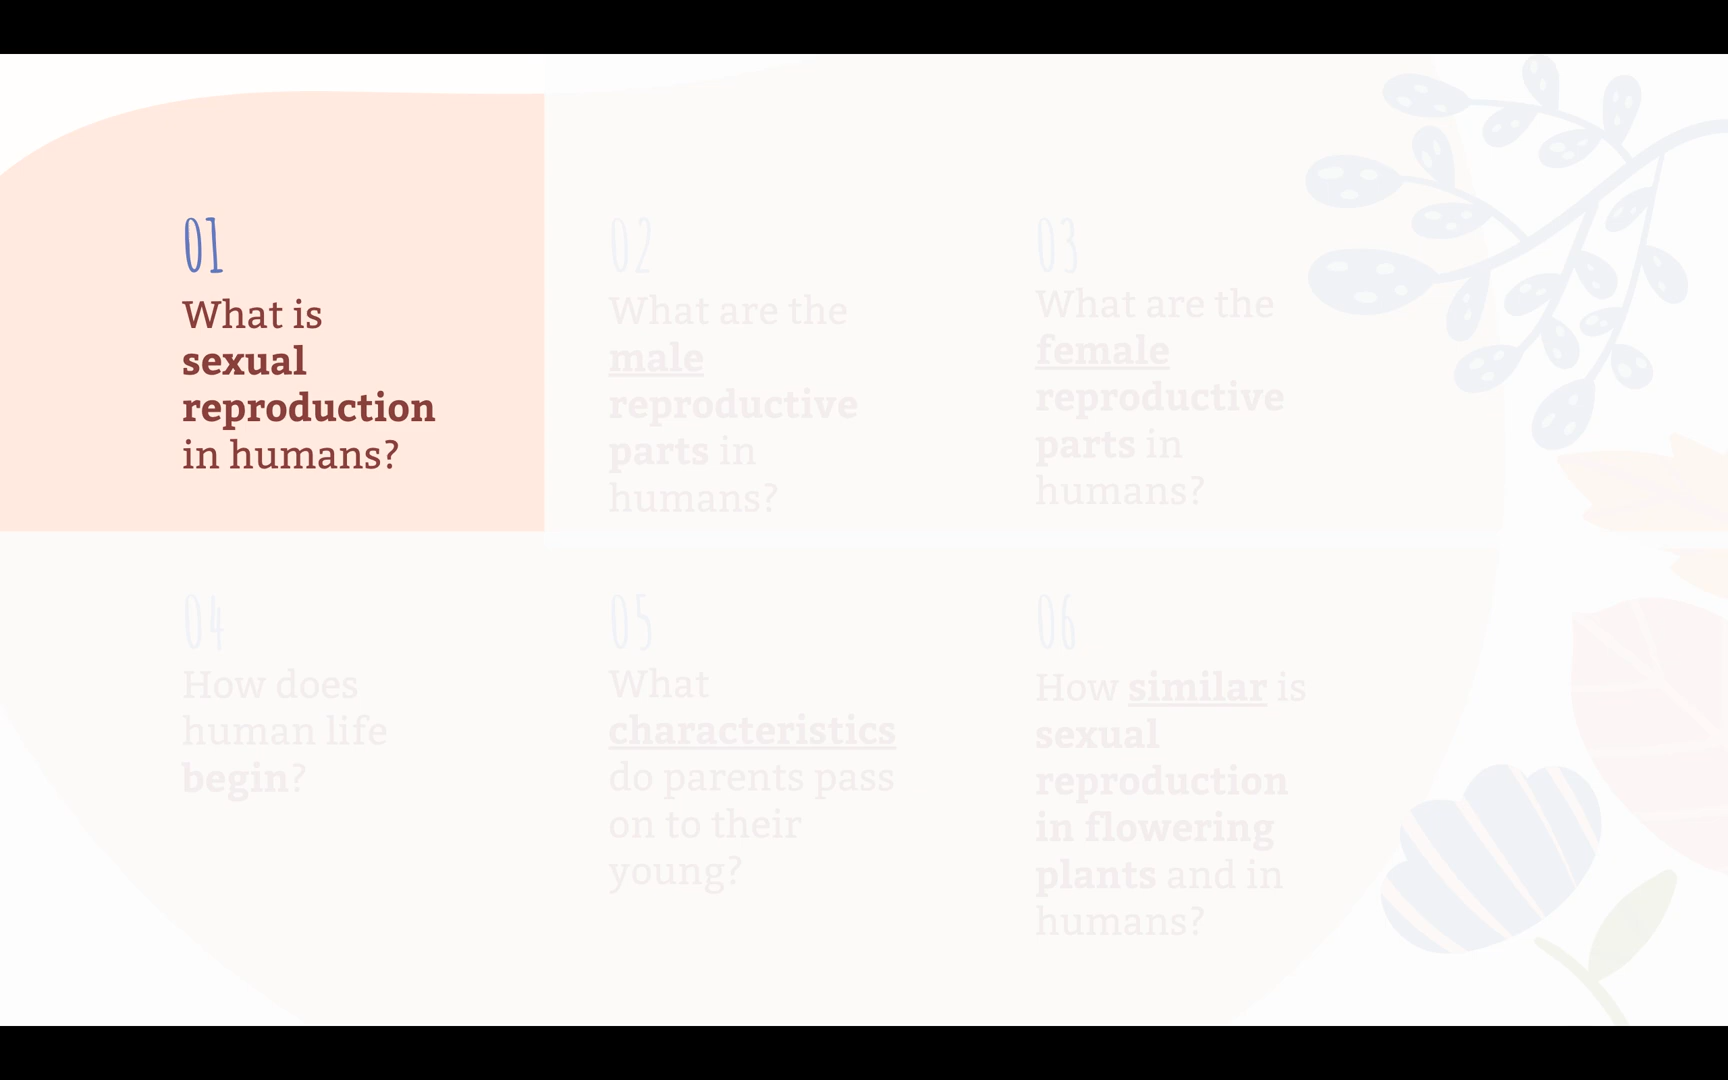 01
What is
sexual
reproduction
in humans?
02
What are the
male
reproductive
parts in
humans?
03
What are the
female
reproductive
parts in
humans?
04
How does
human life
begin?
05
What
characteristics
do parents pass
on to their
young?
06
How similar is
sexual
reproduction
in flowering
plants and in
humans?